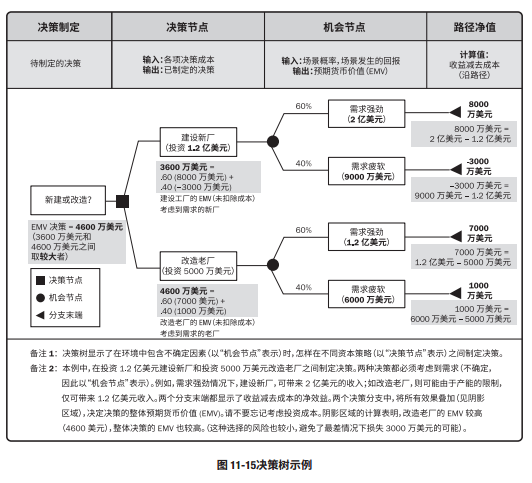 决策制定
决策节点
机会节点
路径净值
待制定的决策
输入：各项决策成本
输出：已制定的决策
输入：场景概率，场景发生的回报
输出：预期货币价值（EMV）
计算值：
收益减去成本
（沿路径）
新建或改造？
EMV 决策 = 4600 万美元
（3600 万美元和
4600 万美元之间
取较大者）
建设新厂
（投资 1.2 亿美元）
3600 万美元 =
.60 (8000 万美元) +
.40 (–3000 万美元)
建设工厂的 EMV（未扣除成本）
考虑到需求的新厂
改造老厂
（投资 5000 万美元）
4600 万美元 =
.60 (7000 美元) +
.40 (1000 万美元)
改造老厂的 EMV（未扣除成本）
考虑到需求的老厂
60%
需求强劲
（2 亿美元）
8000
万美元
8000 万美元 =
2 亿美元 – 1.2 亿美元
40%
需求疲软
（9000 万美元）
-3000
万美元
–3000 万美元 =
9000 万美元 – 1.2 亿美元
60%
需求强劲
（1.2 亿美元）
7000
万美元
7000 万美元 =
1.2 亿美元 – 5000 万美元
40%
需求疲软
（6000 万美元）
1000
万美元
1000 万美元 =
6000 万美元 – 5000 万美元
决策节点
机会节点
分支末端
备注 1：决策树显示了在环境中包含不确定因素（以“机会节点”表示）时，怎样在不同资本策略（以“决策节点”表示）之间制定决策。
备注 2：本例中，在投资 1.2 亿美元建设新厂和投资 5000 万美元改造老厂之间制定决策。两种决策都必须考虑到需求（不确定，
因此以“机会节点”表示）。例如，需求强劲情况下，建设新厂，可带来 2 亿美元的收入；如改造老厂，则可能由于产能的限制，
仅可带来 1.2 亿美元收入。两个分支末端都显示了收益减成本的净效益。两个决策分支中，将所有效果叠加（见阴影
区域），决定决策的整体预期货币价值（EMV）。请不要忘记考虑投资成本。阴影区域的计算表明，改造老厂的 EMV 较高
（4600 美元），整体决策的 EMV 也较高。（这种选择的风险也较小，避免了最差情况下损失 3000 万美元的可能）。
图 11-15决策树示例